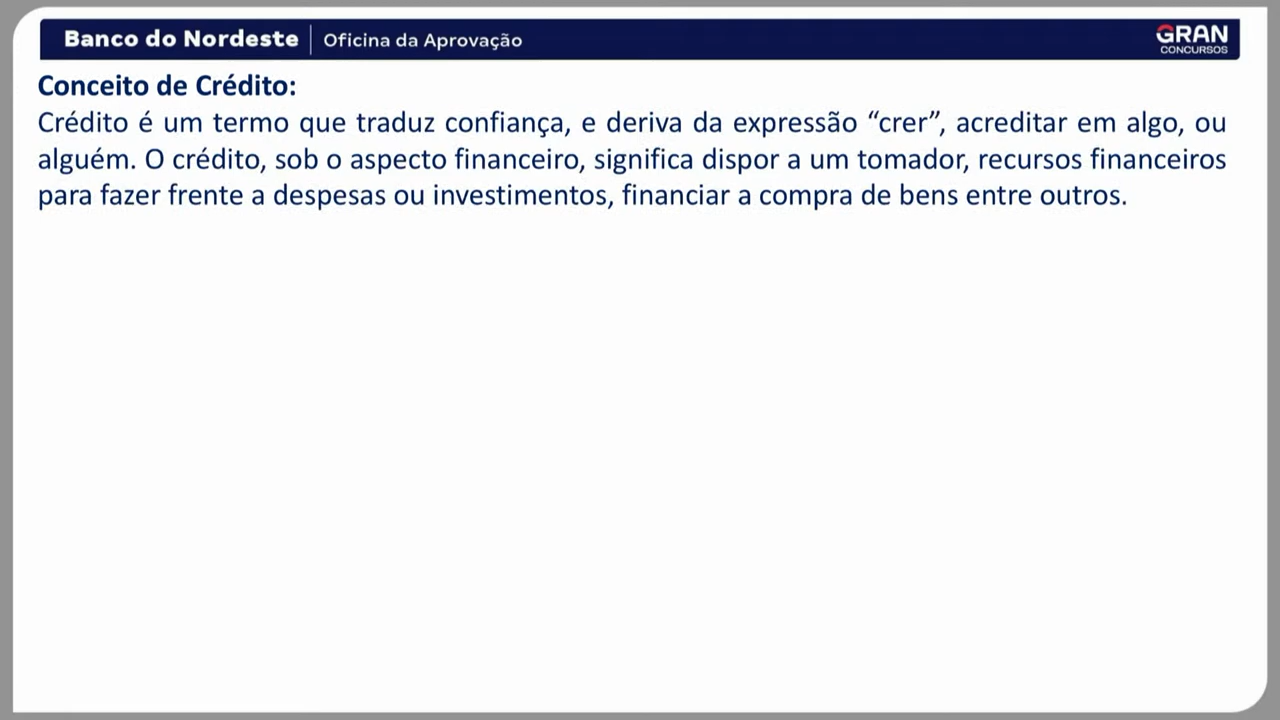 Banco do Nordeste | Oficina da Aprovação
GRAN
CONCURSOS
Conceito de Crédito:
Crédito é um termo que traduz confiança, e deriva da expressão “crer”, acreditar em algo, ou
alguém. O crédito, sob o aspecto financeiro, significa dispor a um tomador, recursos financeiros
para fazer frente a despesas ou investimentos, financiar a compra de bens entre outros.